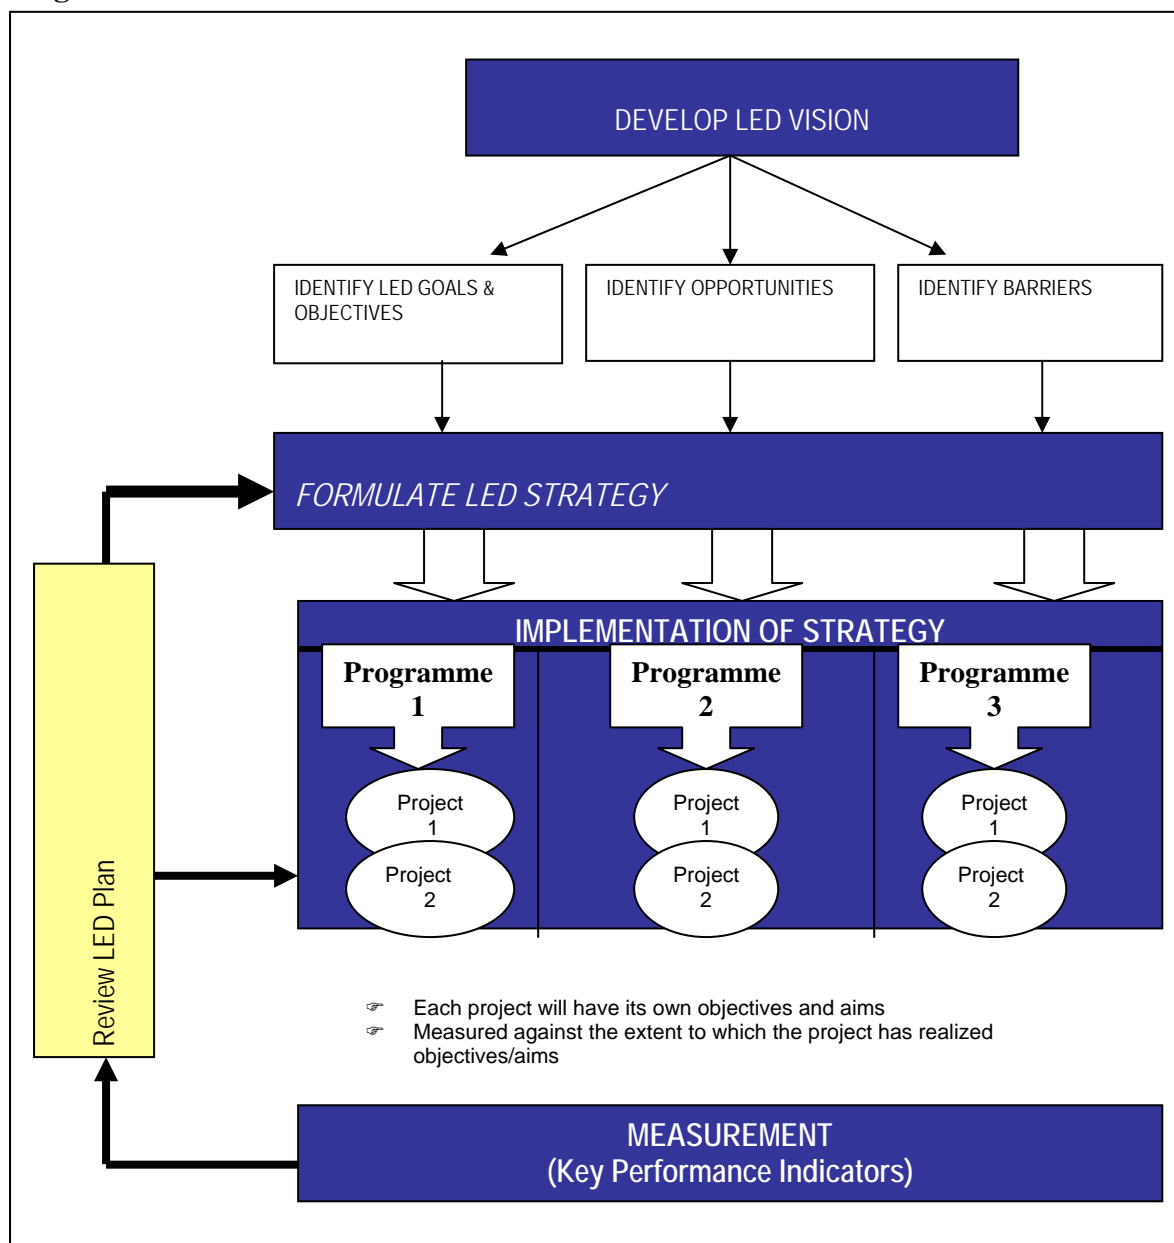 DEVELOP LED VISION
IDENTIFY LED GOALS &
OBJECTIVES
IDENTIFY OPPORTUNITIES
IDENTIFY BARRIERS
FORMULATE LED STRATEGY
IMPLEMENTATION OF STRATEGY
Programme
1
Programme
2
Programme
3
Project
1
Project
2
Project
1
Project
2
Project
1
Project
2
Review LED Plan
☞ Each project will have its own objectives and aims
☞ Measured against the extent to which the project has realized
objectives/aims
MEASUREMENT
(Key Performance Indicators)